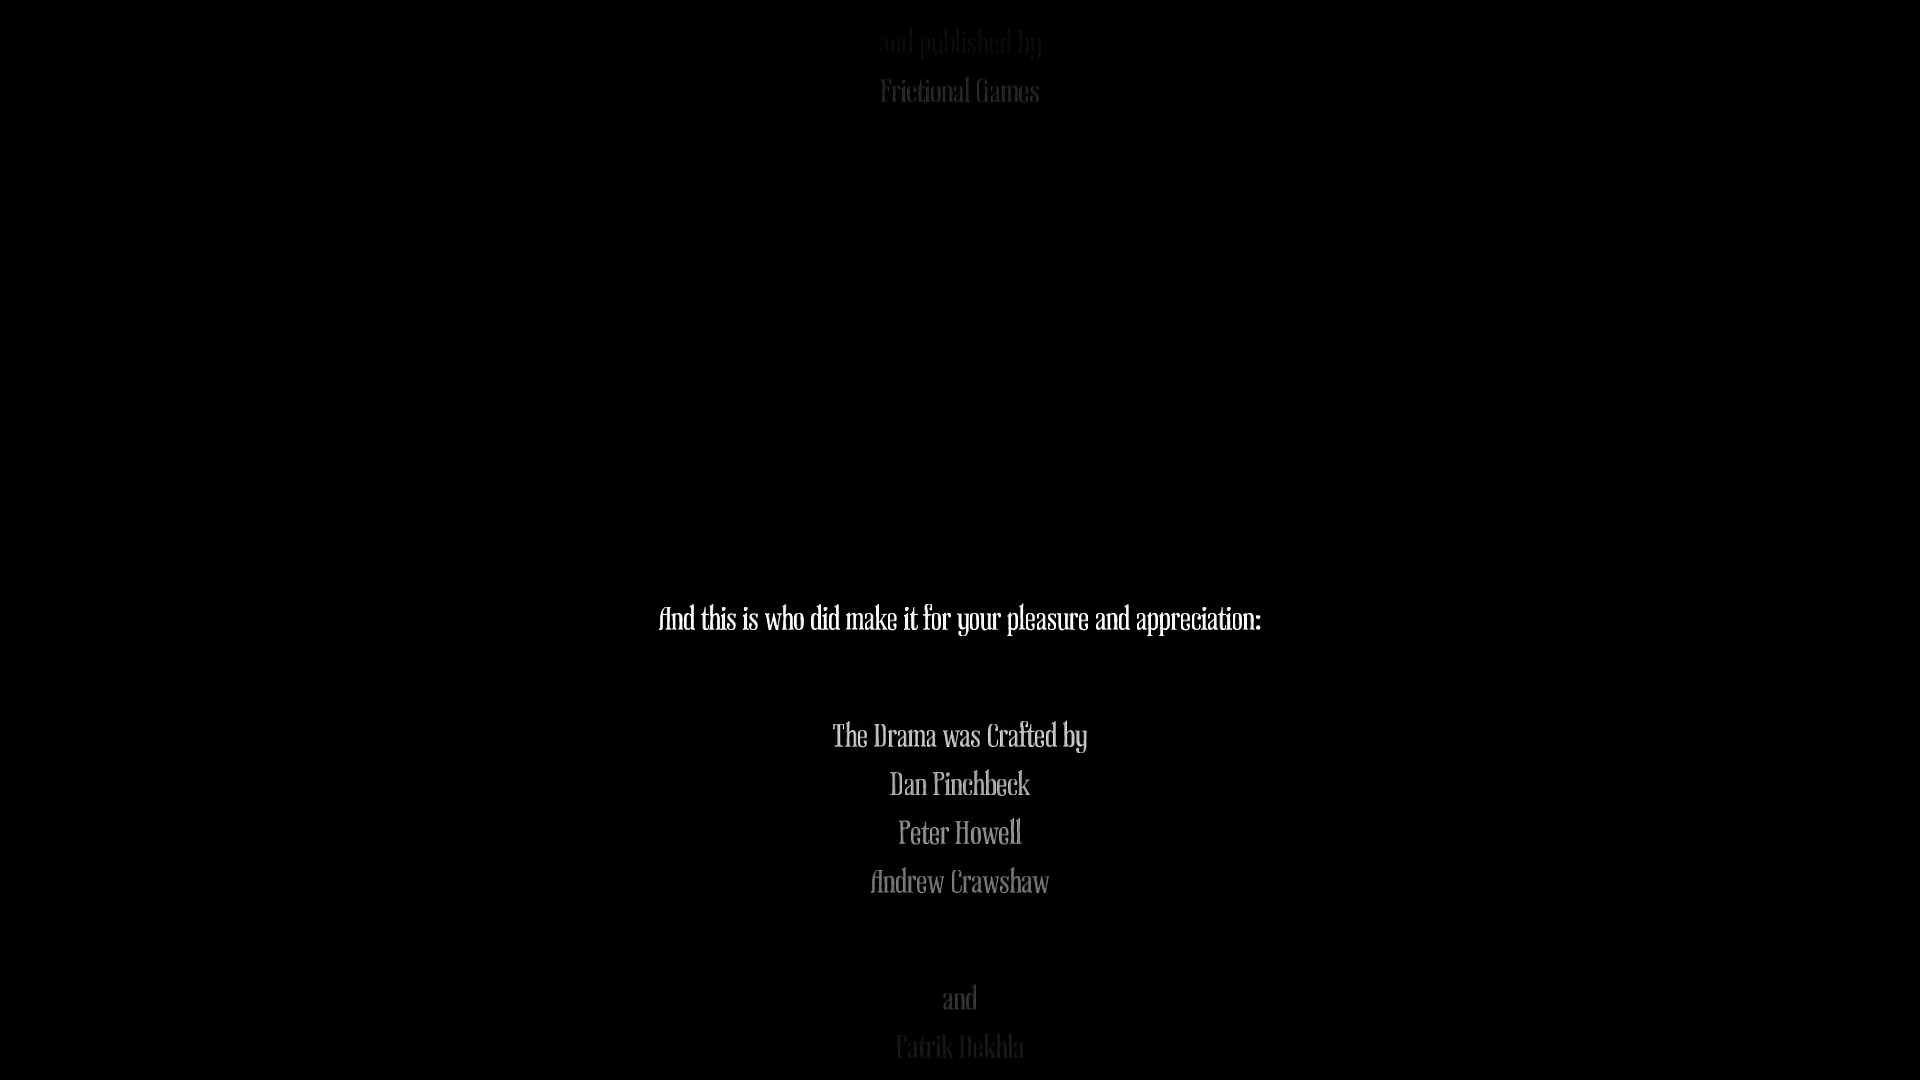 and published by
Frictional Games
And this is who did make it for your pleasure and appreciation:
The Drama was Crafted by
Dan Pinchbeck
Peter Howell
Andrew Crawshaw
and
Patrik Dekhla